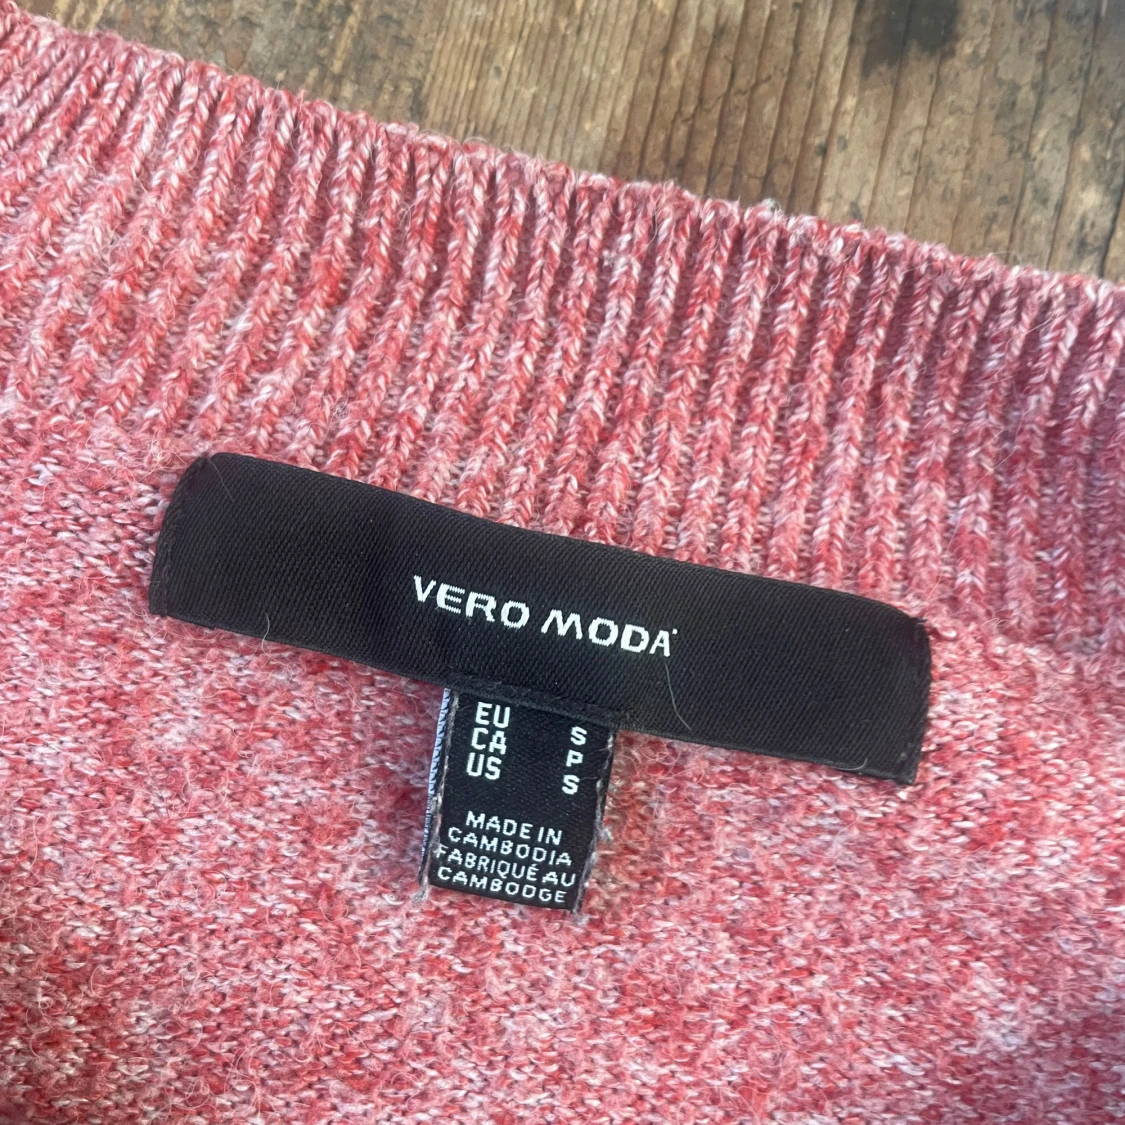 VERO MODA
EU S
CA P
US S
MADE IN
CAMBODIA
FABRIQUÉ AU
CAMBODGE